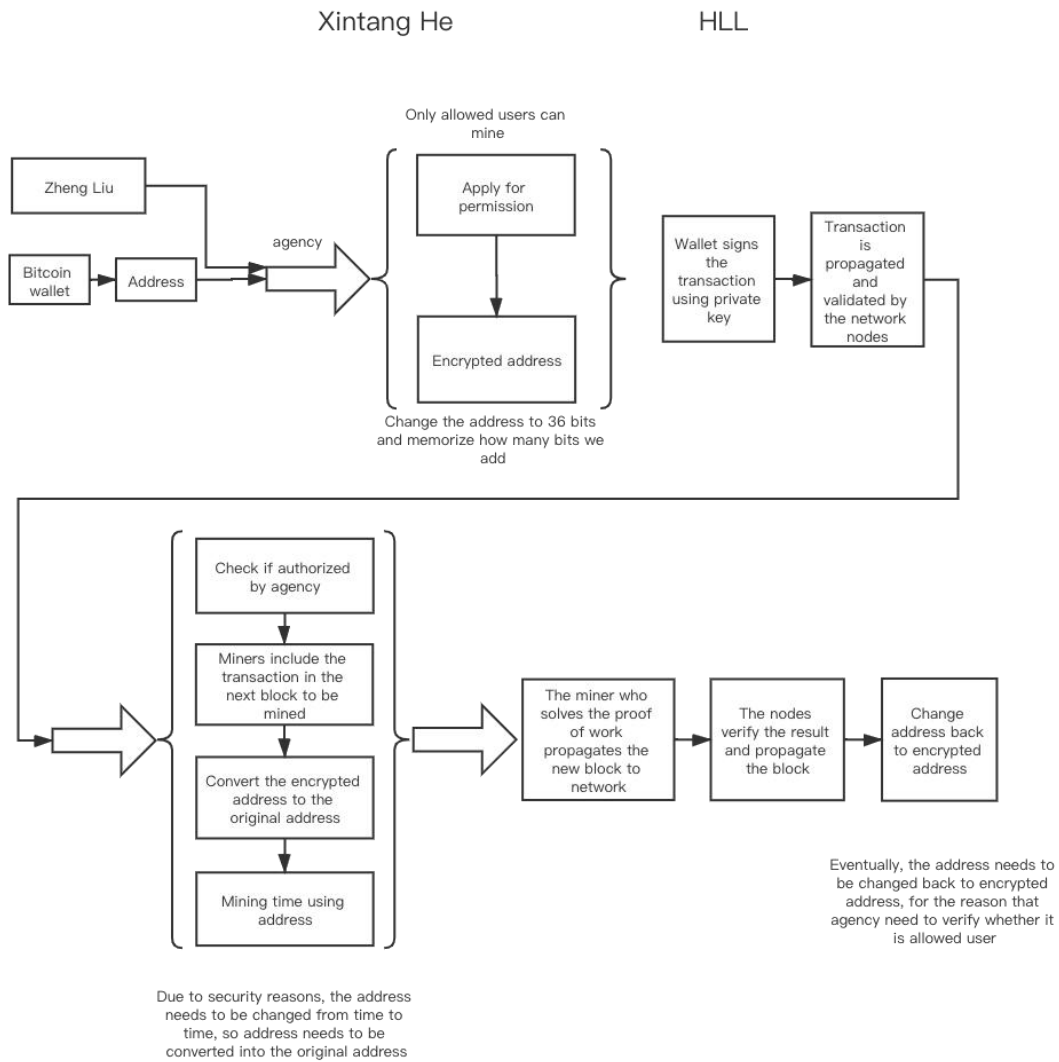 Xintang He
HLL
Only allowed users can
mine
Zheng Liu
Bitcoin
wallet
Address
agency
Apply for
permission
Encrypted address
Change the address to 36 bits
and memorize how many bits we
add
Wallet signs
the
transaction
using private
key
Transaction
is
propagated
and
validated by
the network
nodes
Check if authorized
by agency
Miners include the
transaction in the
next block to be
mined
Convert the encrypted
address to the
original address
Mining time using
address
Due to security reasons, the address
needs to be changed from time to
time, so address needs to be
converted into the original address
The miner who
solves the proof
of work
propagates the
new block to
network
The nodes
verify the result
and propagate
the block
Change
address back
to encrypted
address
Eventually, the address needs to
be changed back to encrypted
address, for the reason that
agency need to verify whether it
is allowed user